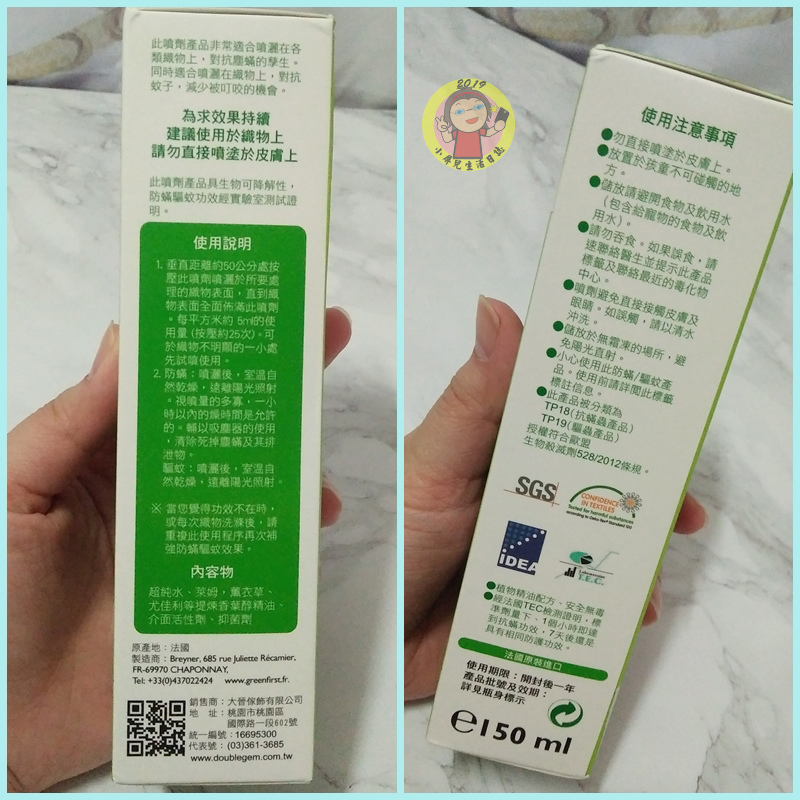 此噴劑產品非常適合噴灑在各
類織物上，對抗塵蟎的孳生。
同時適合噴灑在織物上，對抗
蚊子，減少被叮咬的機會。
為求效果持續
建議使用於織物上
請勿直接噴塗於皮膚上
此噴劑產品具生物可降解性，
防蟎驅蚊功效經實驗室測試證
明。
使用說明
1. 垂直距離約50公分處按
壓此噴劑噴灑於所要處
理的織物表面，直到織
物表面全面佈滿此噴劑
。每平方米約 5ml的使
用量 (按壓約25次)。可
於織物不明顯的一小處
先試噴使用。
2. 防蟎：噴灑後，室溫自
然乾燥，遠離陽光照射
。視噴量的多寡，一小
時以內的燥時間是允許
的。輔以吸塵器的使用
，清除死掉塵蟎及其排
泄物。
驅蚊：噴灑後，室溫自
然乾燥，遠離陽光照射。
※ 當您覺得功效不在時，
或每次織物洗滌後，請
重複此使用程序再次補
強防蟎驅蚊效果。
內容物
超純水、萊姆，薰衣草、
尤佳利等提煉香葉醇精油、
介面活性劑、抑菌劑
原產地：法國
製造商：Breyner, 685 rue Juliette Récamier,
FR-69970 CHAPONNAY,
Tel: +33(0)437022424 www.greenfirst.fr.
銷售商：大晉傢飾有限公司
地 址：桃園市桃園區
國際路一段602號
統一編號：16695300
代表號：(03)361-3685
www.doublegem.com.tw
2019
小屏兒生活日誌
使用注意事項
●勿直接噴塗於皮膚上。
●放置於孩童不可碰觸的地
方。
●儲放請避開食物及飲用水
（包含給寵物的食物及飲
用水）。
●請勿吞食。如果誤食，請
速聯絡醫生並提示此產品
標籤及聯絡最近的毒化物
中心。
●噴劑避免直接接觸皮膚及
眼睛。如誤觸，請以清水
沖洗。
●儲放於無霜凍的場所，避
免陽光直射。
●小心使用此防蟎/驅蚊產
品。使用前請詳閱此標籤
標註信息。
●此產品被分類為
TP18(抗蟎蟲產品)
TP19(驅蟲產品)
授權符合歐盟
生物殺滅劑528/2012條規。
SGS
CONFIDENCE
IN TEXTILES
Tested for harmful substances
according to Oeko-Tex® Standard 100
IDEA
Laboratoire
T.E.C.
●植物精油配方、安全無毒
●經法國TEC檢測證明，標
準劑量下、1個小時即達
到抗蟎功效，7天後還是
具有相同防護功效。
法國原裝進口
使用期限：開封後一年
產品批號及效期：
詳見瓶身標示
℮150 ml